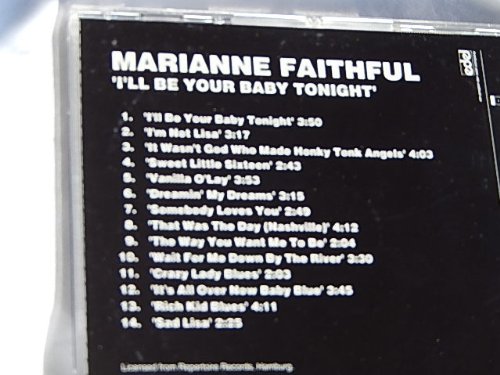 MARIANNE FAITHFUL
'I'LL BE YOUR BABY TONIGHT'
1. 'I'll Be Your Baby Tonight' 3:50
2. 'I'm Not Lisa' 3:17
3. 'It Wasn't God Who Made Honky Tonk Angels' 4:03
4. 'Sweet Little Sixteen' 2:43
5. 'Vanilla O'Lay' 3:53
6. 'Dreamin' My Dreams' 3:15
7. 'Somebody Loves You' 2:49
8. 'That Was The Day (Nashville)' 4:12
9. 'The Way You Want Me To Be' 2:04
10. 'Wait For Me Down By The River' 3:30
11. 'Crazy Lady Blues' 2:03
12. 'It's All Over Now Baby Blue' 3:45
13. 'Rich Kid Blues' 4:11
14. 'Sad Lisa' 2:25
Licensed from Repertoire Records, Hamburg